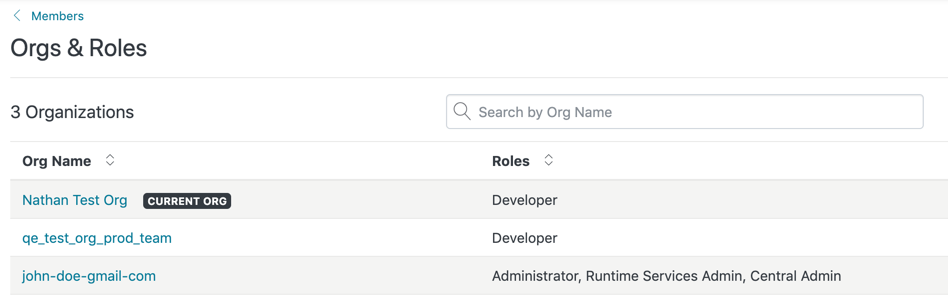 Members
Orgs & Roles
3 Organizations
Search by Org Name
Org Name Roles
Nathan Test Org CURRENT ORG Developer
qe_test_org_prod_team Developer
john-doe-gmail-com Administrator, Runtime Services Admin, Central Admin